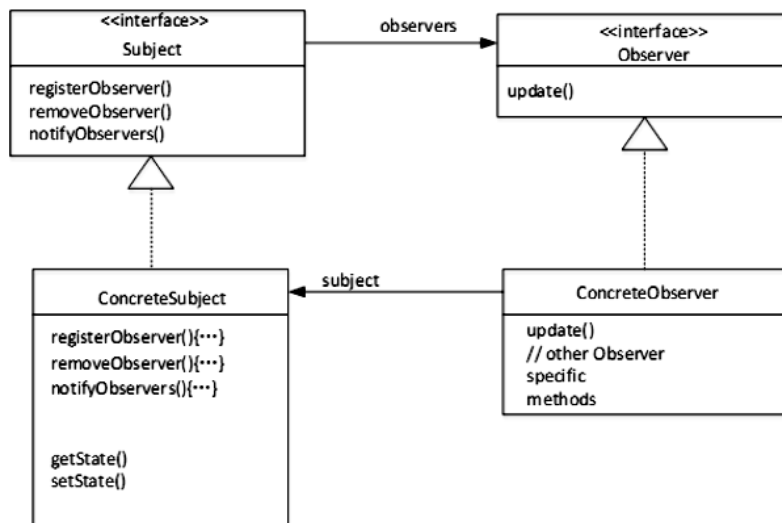 <<interface>>
Subject
registerObserver()
removeObserver()
notifyObservers()
observers
<<interface>>
Observer
update()
ConcreteSubject
registerObserver(){···}
removeObserver(){···}
notifyObservers(){···}
getState()
setState()
subject
ConcreteObserver
update()
// other Observer
specific
methods